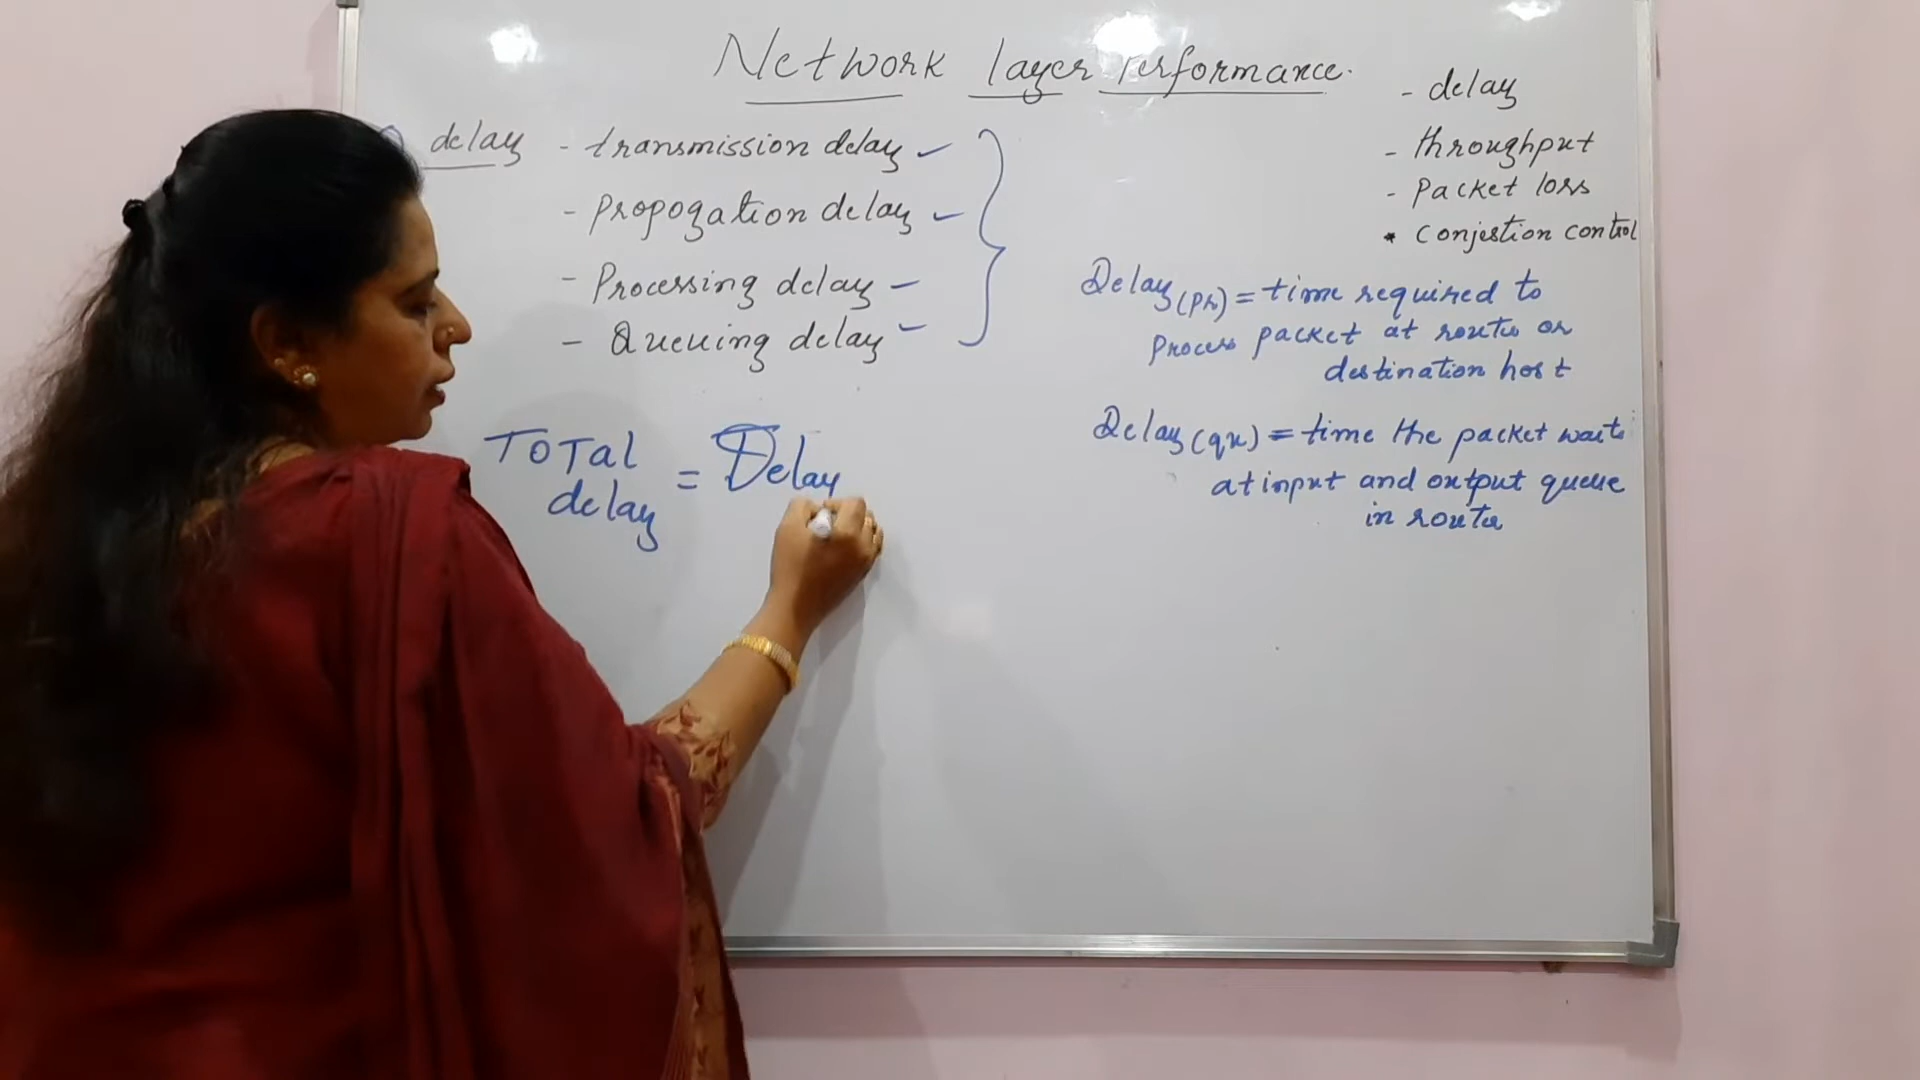 Network layer Performance.
- delay
- throughput
- Packet loss
* Conjestion control
delay - transmission delay
- Propogation delay
- Processing delay
- Queuing delay
Delay(pr) = time required to
Process packet at router or
destination host
Delay(qu) = time the packet waits
at input and output queue
in router
TOTal
delay = Delay